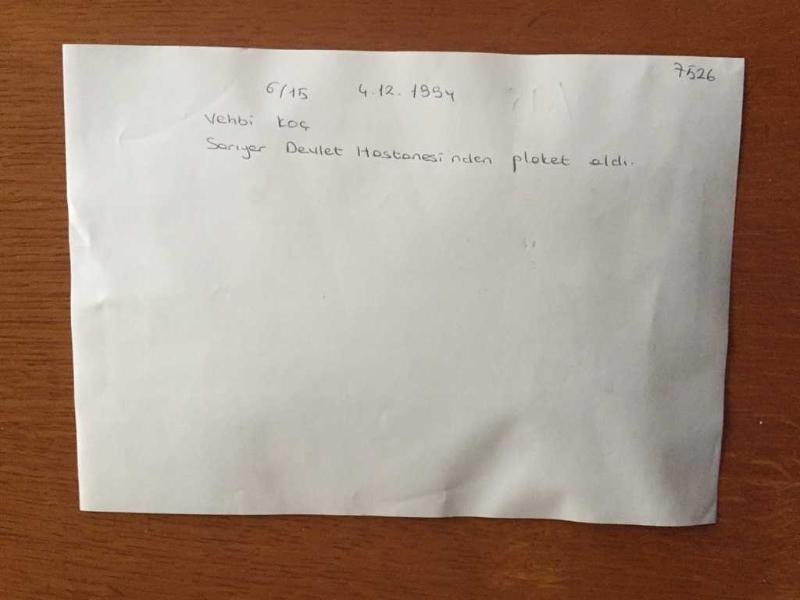 7526
6/15 4.12.1994
Vehbi Koç
Sarıyer Devlet Hastanesi'nden plaket aldı.